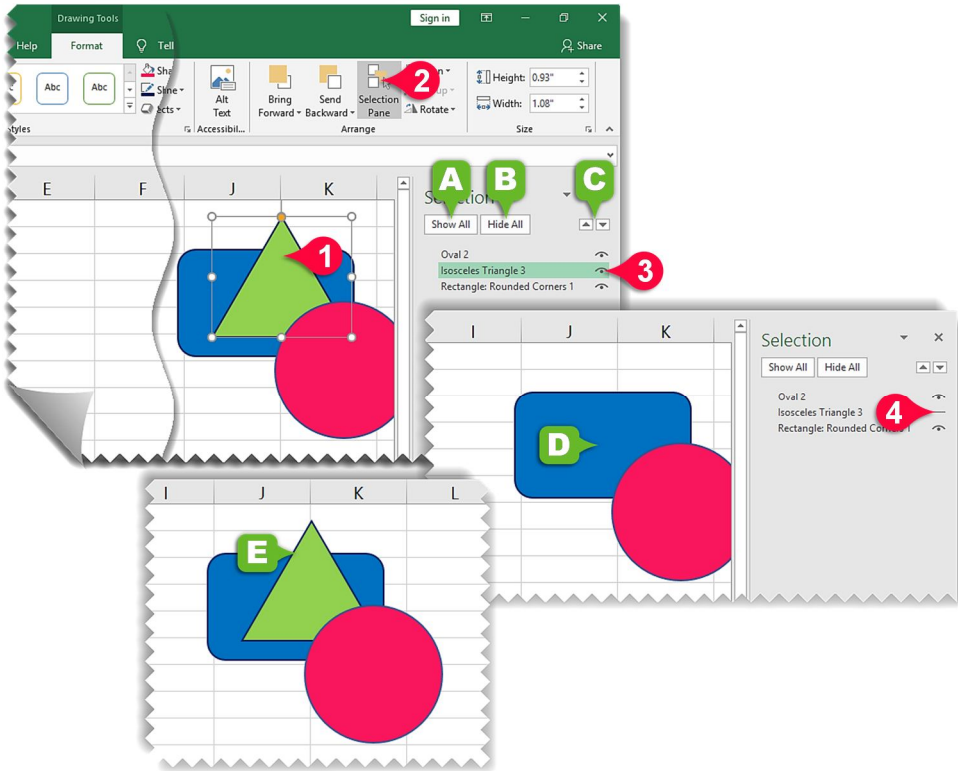 Drawing Tools
Sign in
Help
Format
Tell
Share
Abc
Abc
Sha
Alt
Text
Bring
Forward
Send
Backward
Selection
Pane
Rotate
Height: 0.93"
Width: 1.08"
Accessibil...
Arrange
Size
2
E
F
J
K
A
B
C
Show All
Hide All
Oval 2
Isosceles Triangle 3
Rectangle: Rounded Corners 1
1
3
I
J
K
Selection
Show All
Hide All
Oval 2
Isosceles Triangle 3
Rectangle: Rounded
4
D
I
J
K
L
E